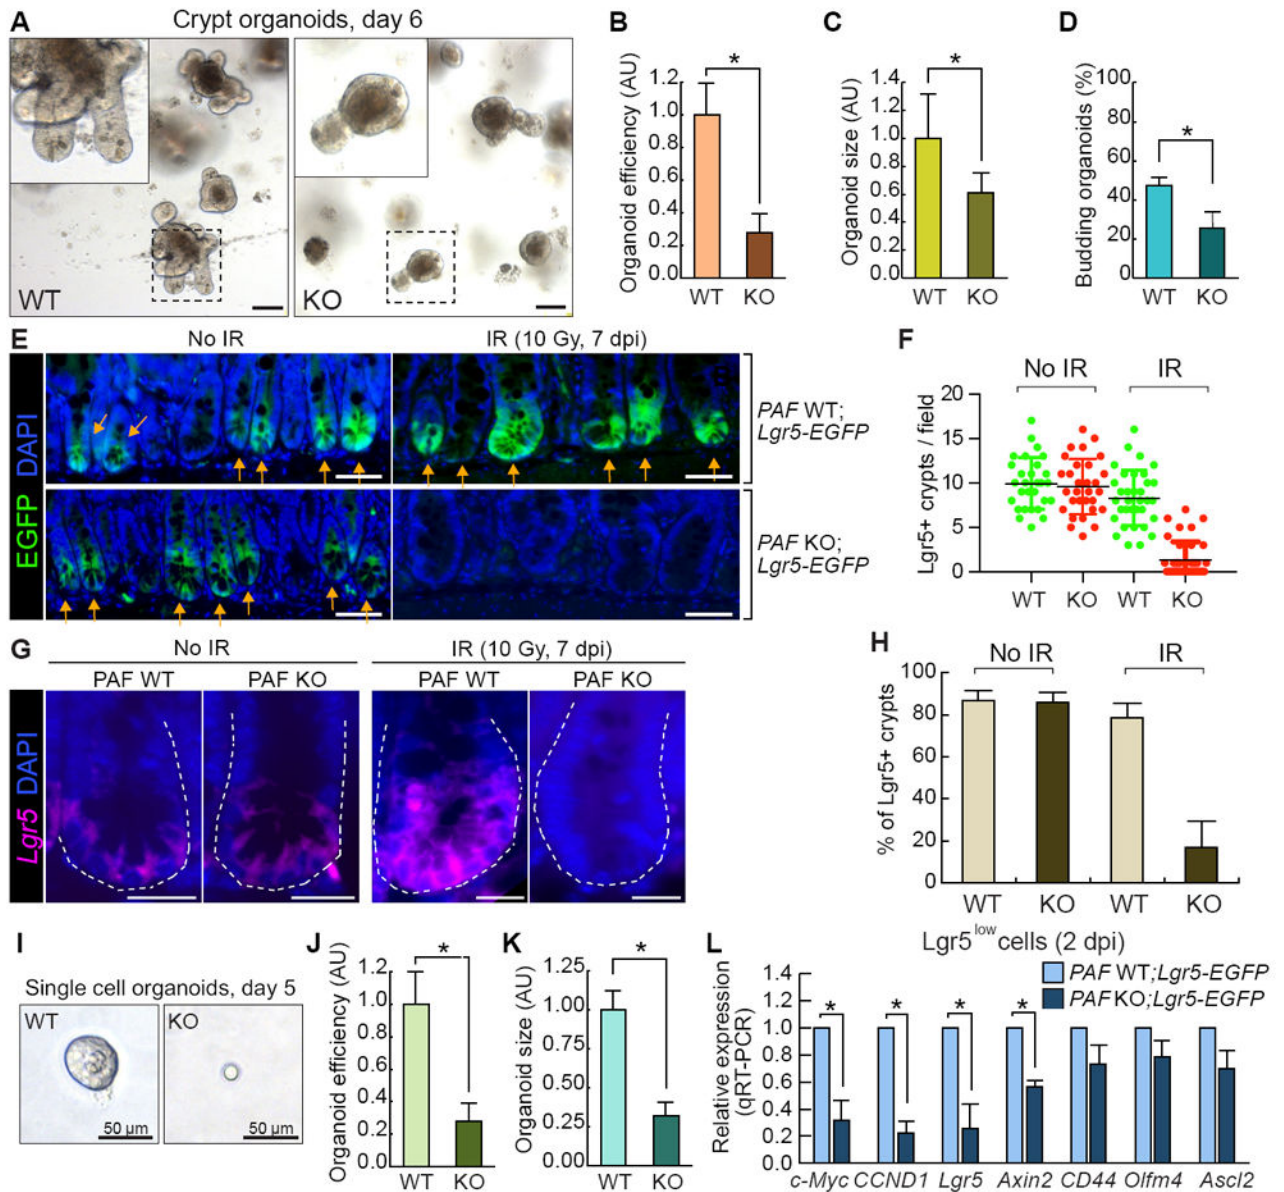 A
Crypt organoids, day 6
WT
KO
B
Organoid efficiency (AU)
1.2
1.0
0.8
0.6
0.4
0.2
0.0
*
WT KO
C
Organoid size (AU)
1.4
1.2
1.0
0.8
0.6
0.4
0.2
0.0
*
WT KO
D
Budding organoids (%)
100
80
60
40
20
0
*
WT KO
E
No IR
IR (10 Gy, 7 dpi)
EGFP DAPI
PAF WT;
Lgr5-EGFP
PAF KO;
Lgr5-EGFP
F
No IR IR
Lgr5+ crypts / field
20
15
10
5
0
WT KO WT KO
G
No IR
IR (10 Gy, 7 dpi)
PAF WT PAF KO PAF WT PAF KO
Lgr5 DAPI
H
No IR IR
% of Lgr5+ crypts
100
80
60
40
20
0
WT KO WT KO
I
Single cell organoids, day 5
WT
50 µm
KO
50 µm
J
Organoid efficiency (AU)
1.2
1.0
0.8
0.6
0.4
0.2
0.0
*
WT KO
K
Organoid size (AU)
1.25
1.00
0.75
0.50
0.25
0.00
*
WT KO
L
Lgr5low cells (2 dpi)
PAF WT;Lgr5-EGFP
PAF KO;Lgr5-EGFP
Relative expression
(qRT-PCR)
1.4
1.2
1.0
0.8
0.6
0.4
0.2
0.0
* * * *
c-Myc CCND1 Lgr5 Axin2 CD44 Olfm4 Ascl2